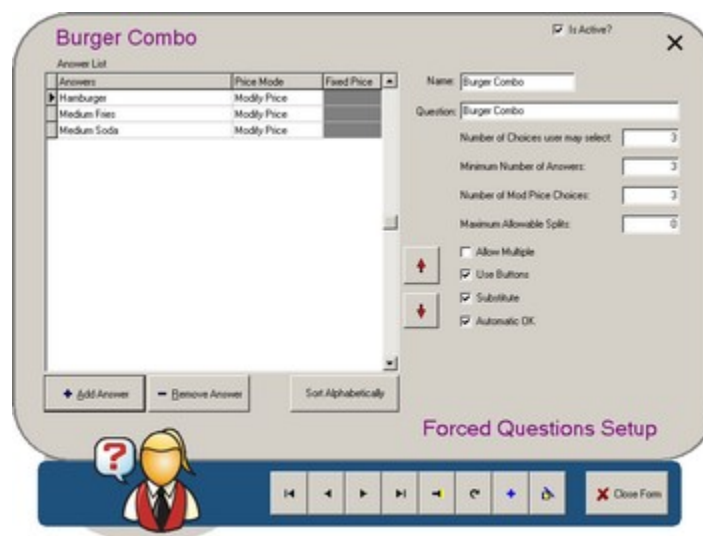 Burger Combo
Is Active?
Answer List
Answers Price Mode Fixed Price
Hamburger Modify Price
Medium Fries Modify Price
Medium Soda Modify Price
Name: Burger Combo
Question: Burger Combo
Number of Choices user may select: 3
Minimum Number of Answers: 3
Number of Mod Price Choices: 3
Maximum Allowable Splits: 0
Allow Multiple
Use Buttons
Substitute
Automatic OK
Add Answer
Remove Answer
Sort Alphabetically
Forced Questions Setup
?
Close Form